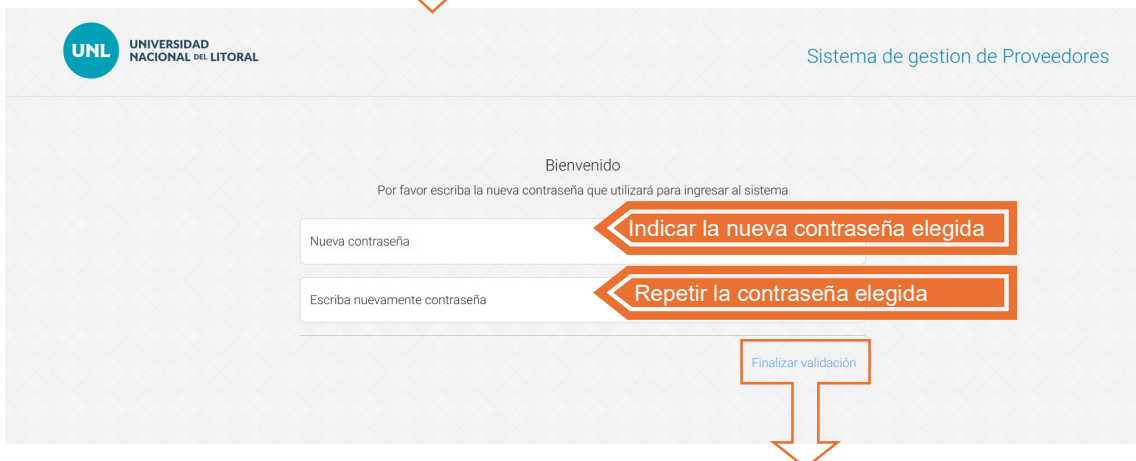 UNL
UNIVERSIDAD
NACIONAL DEL LITORAL
Sistema de gestion de Proveedores
Bienvenido
Por favor escriba la nueva contraseña que utilizará para ingresar al sistema
Nueva contraseña
Indicar la nueva contraseña elegida
Escriba nuevamente contraseña
Repetir la contraseña elegida
Finalizar validación